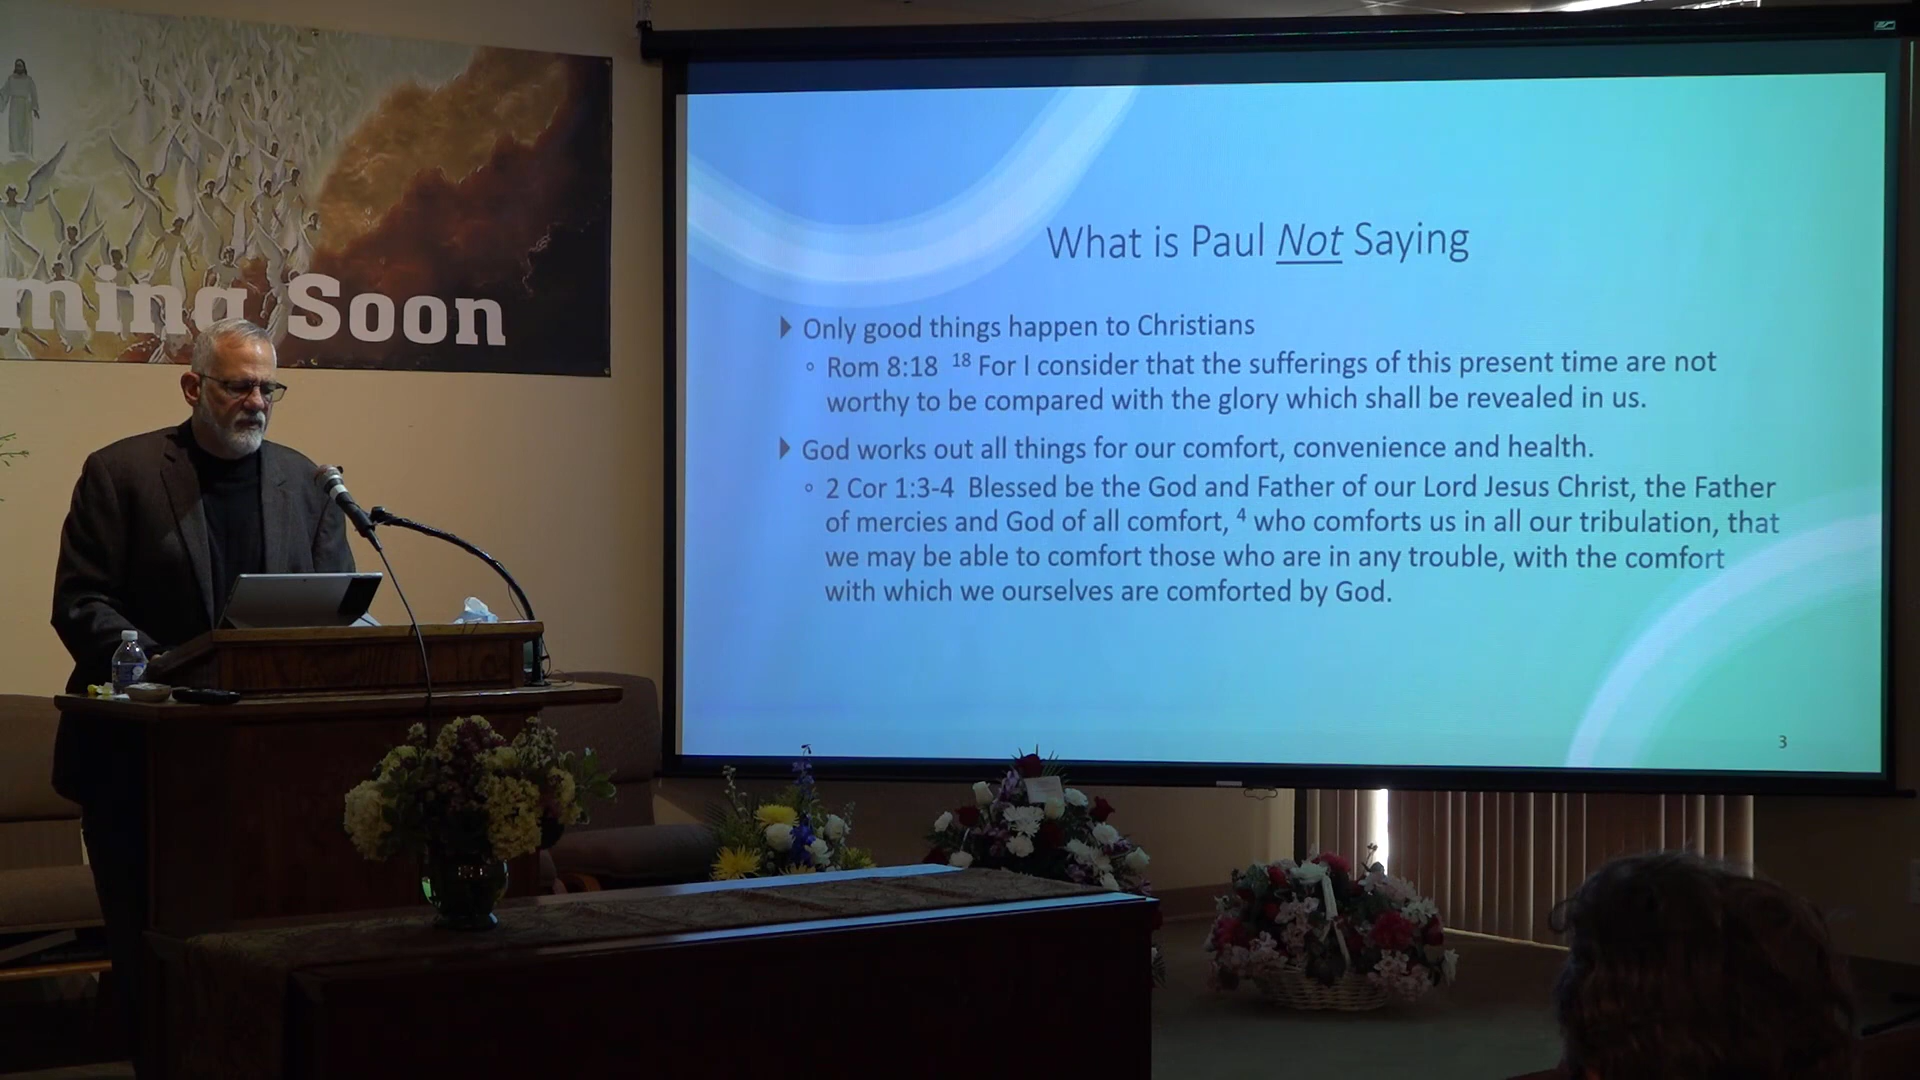 ming Soon
What is Paul Not Saying
Only good things happen to Christians
Rom 8:18 18 For I consider that the sufferings of this present time are not
worthy to be compared with the glory which shall be revealed in us.
God works out all things for our comfort, convenience and health.
2 Cor 1:3-4 Blessed be the God and Father of our Lord Jesus Christ, the Father
of mercies and God of all comfort, 4 who comforts us in all our tribulation, that
we may be able to comfort those who are in any trouble, with the comfort
with which we ourselves are comforted by God.
3